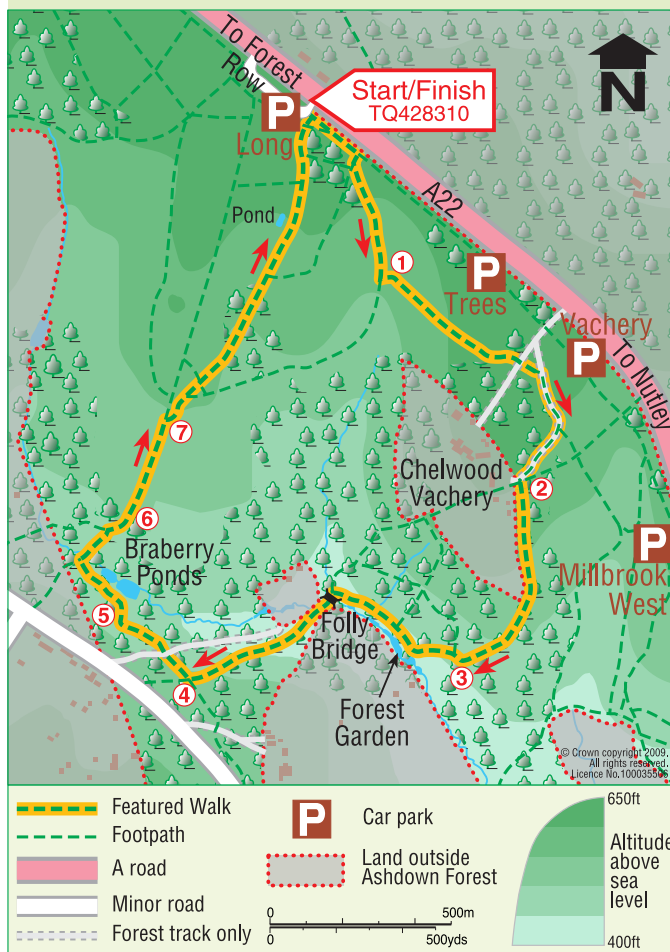 To Forest
Row
N
Start/Finish
TQ428310
P
Long
A22
Pond
1
P
Trees
Vachery
P
To Nutley
7
Chelwood
Vachery
2
6
Braberry
Ponds
P
Millbrook
West
5
Folly
Bridge
3
4
Forest
Garden
© Crown copyright 2009.
All rights reserved.
Licence No.100035505
Featured Walk
Footpath
A road
Minor road
Forest track only
P
Car park
Land outside
Ashdown Forest
0 500m
0 500yds
650ft
Altitude
above
sea
level
400ft